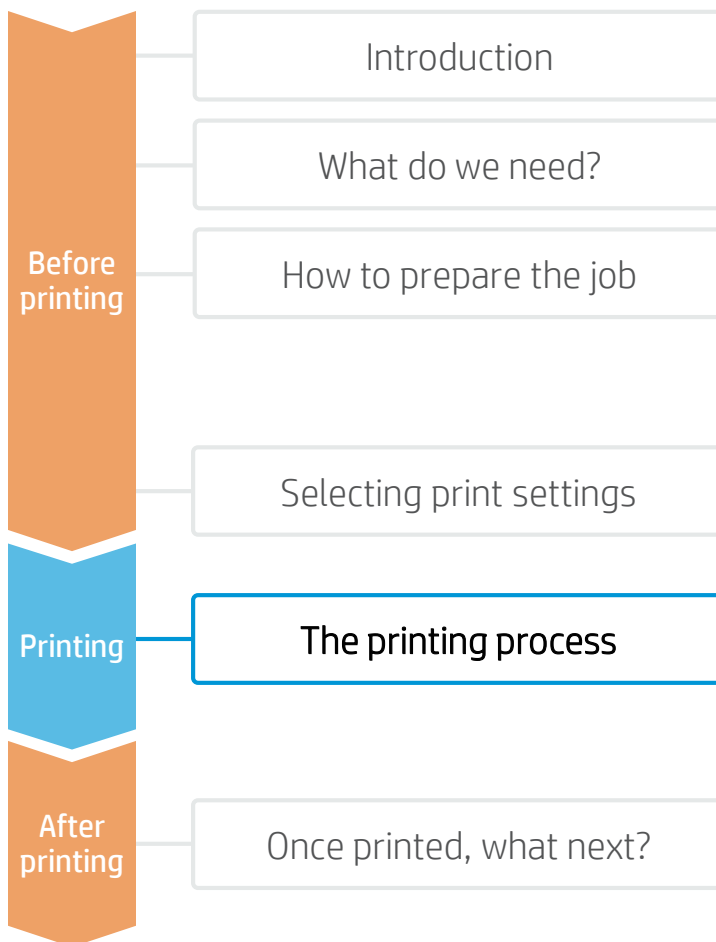 Introduction
What do we need?
Before
printing
How to prepare the job
Selecting print settings
Printing
The printing process
After
printing
Once printed, what next?